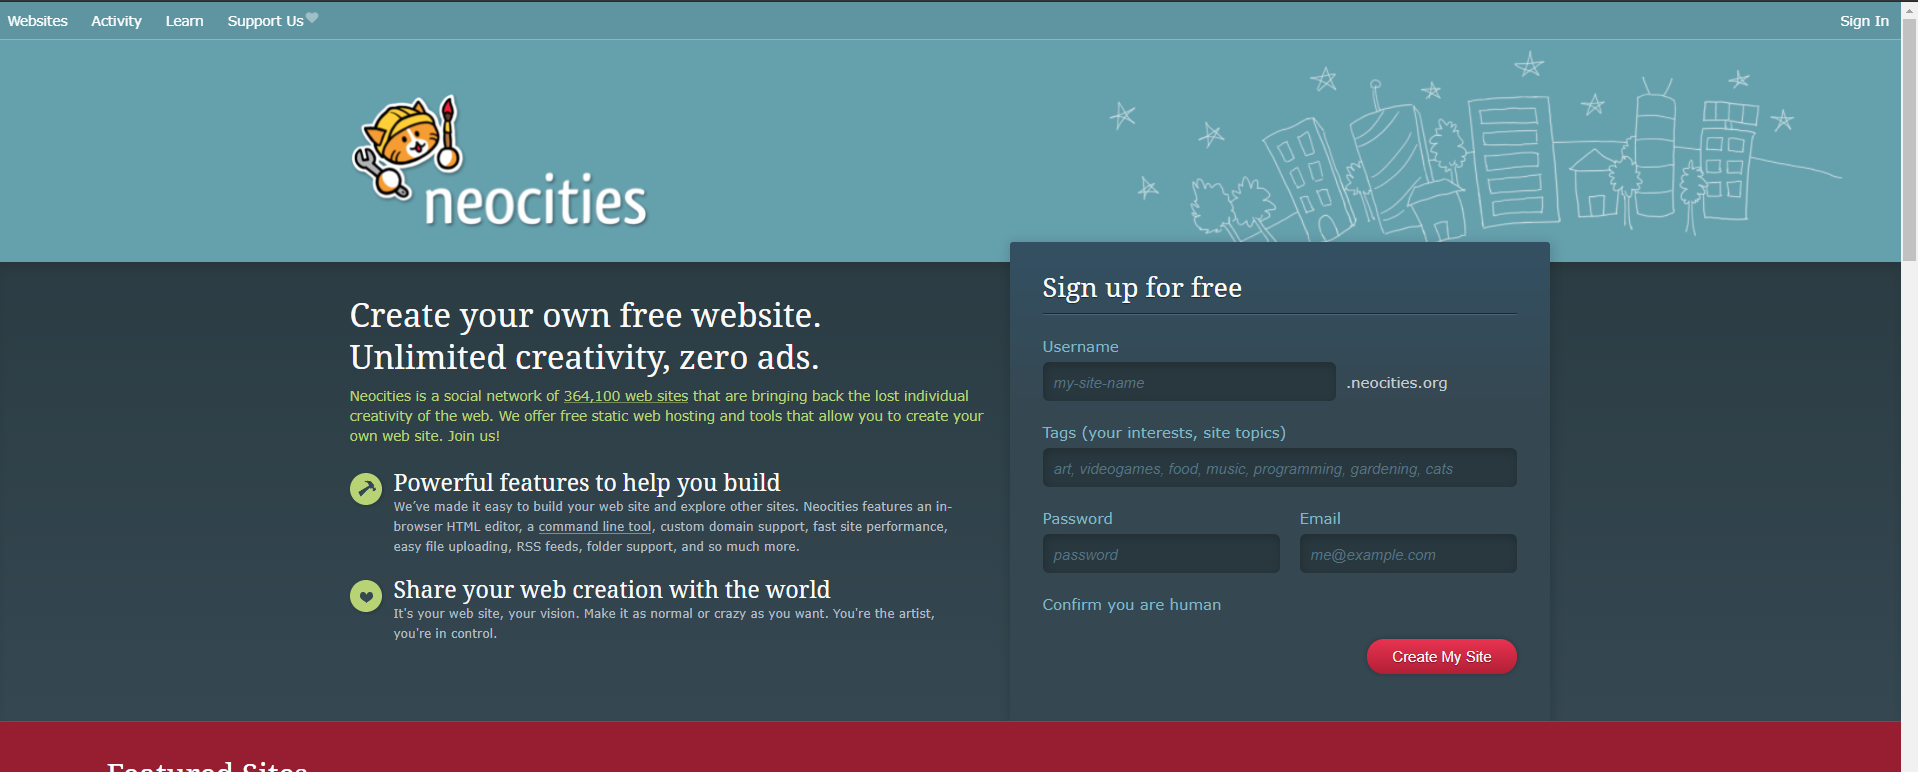 Websites Activity Learn Support Us Sign In
neocities
Create your own free website.
Unlimited creativity, zero ads.
Neocities is a social network of 364,100 web sites that are bringing back the lost individual
creativity of the web. We offer free static web hosting and tools that allow you to create your
own web site. Join us!
Powerful features to help you build
We’ve made it easy to build your web site and explore other sites. Neocities features an in-
browser HTML editor, a command line tool, custom domain support, fast site performance,
easy file uploading, RSS feeds, folder support, and so much more.
Share your web creation with the world
It's your web site, your vision. Make it as normal or crazy as you want. You're the artist,
you're in control.
Sign up for free
Username
my-site-name .neocities.org
Tags (your interests, site topics)
art, videogames, food, music, programming, gardening, cats
Password Email
password me@example.com
Confirm you are human
Create My Site
Featured Sites